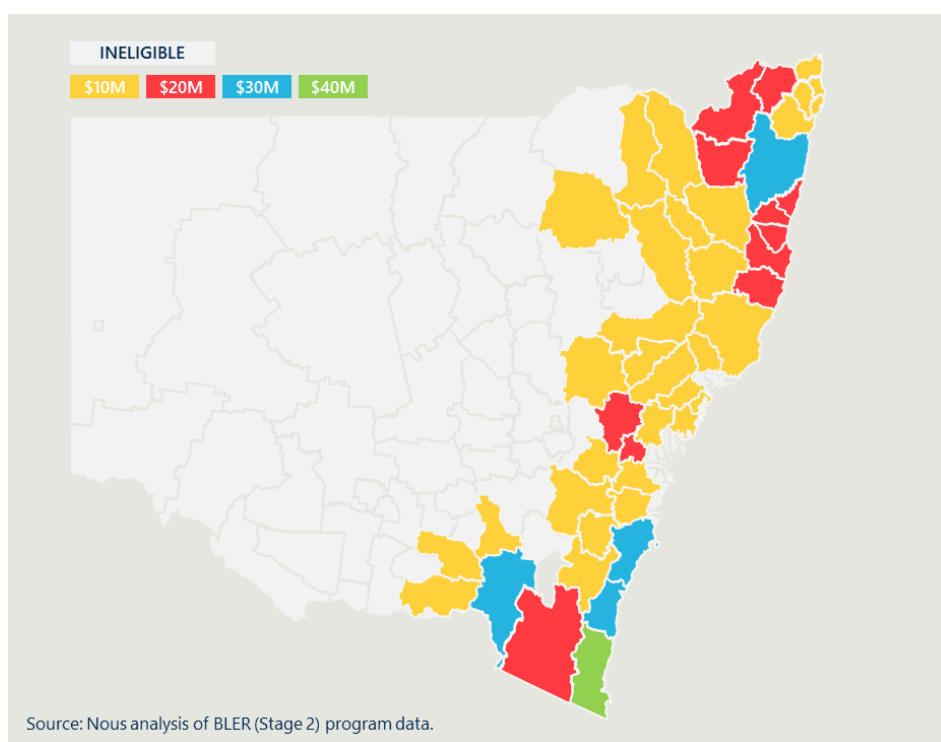 INELIGIBLE
$10M $20M $30M $40M
Source: Nous analysis of BLER (Stage 2) program data.